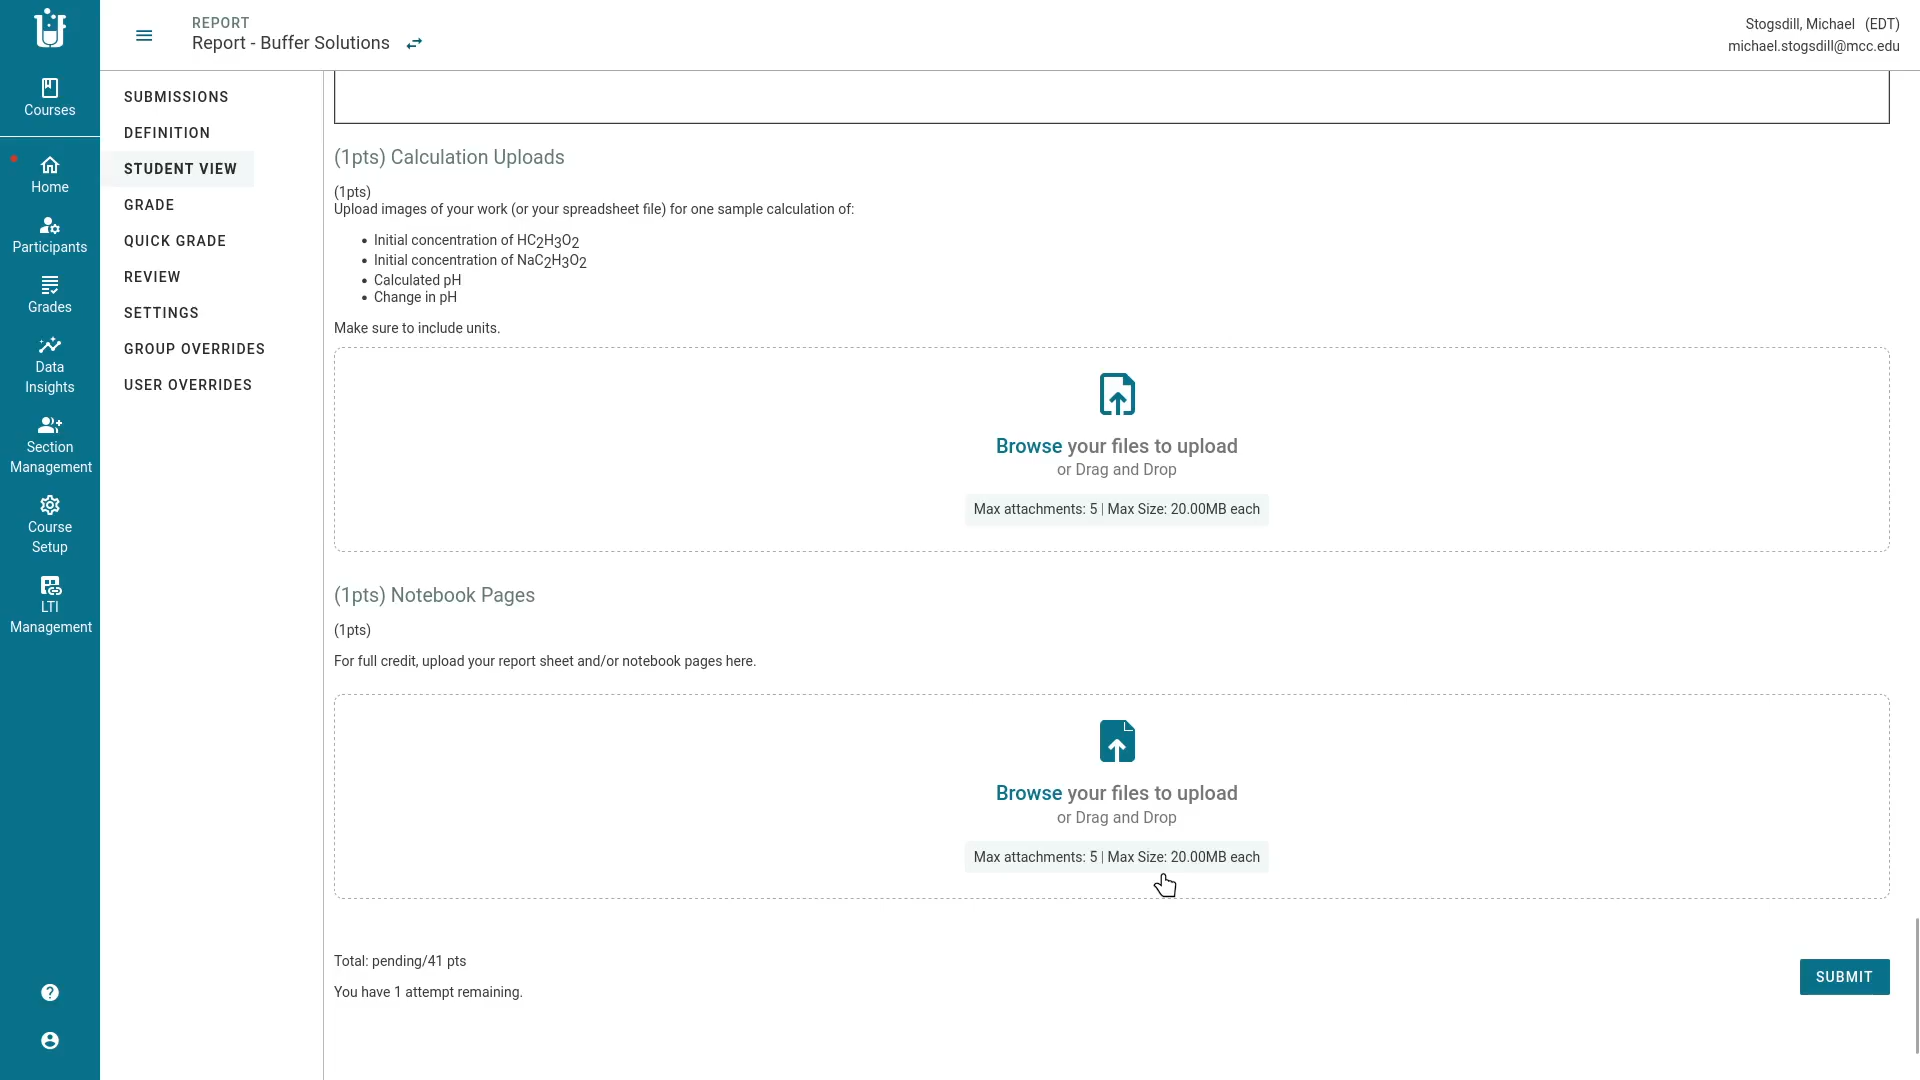 REPORT
Report - Buffer Solutions
Stogsdill, Michael (EDT)
michael.stogsdill@mcc.edu
Courses
Home
Participants
Grades
Data
Insights
Section
Management
Course
Setup
LTI
Management
SUBMISSIONS
DEFINITION
STUDENT VIEW
GRADE
QUICK GRADE
REVIEW
SETTINGS
GROUP OVERRIDES
USER OVERRIDES
(1pts) Calculation Uploads
(1pts)
Upload images of your work (or your spreadsheet file) for one sample calculation of:
• Initial concentration of HC2H3O2
• Initial concentration of NaC2H3O2
• Calculated pH
• Change in pH
Make sure to include units.
Browse your files to upload
or Drag and Drop
Max attachments: 5 | Max Size: 20.00MB each
(1pts) Notebook Pages
(1pts)
For full credit, upload your report sheet and/or notebook pages here.
Browse your files to upload
or Drag and Drop
Max attachments: 5 | Max Size: 20.00MB each
Total: pending/41 pts
You have 1 attempt remaining.
SUBMIT